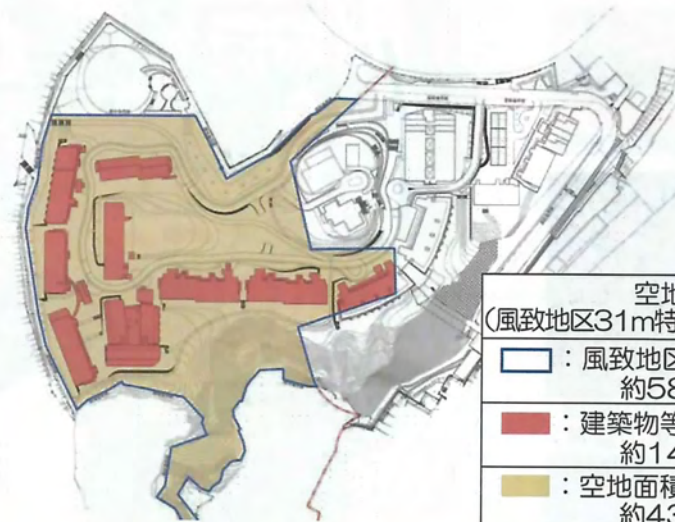 空地
(風致地区31m特
：風致地区
約58
：建築物等
約14
：空地面積
約43